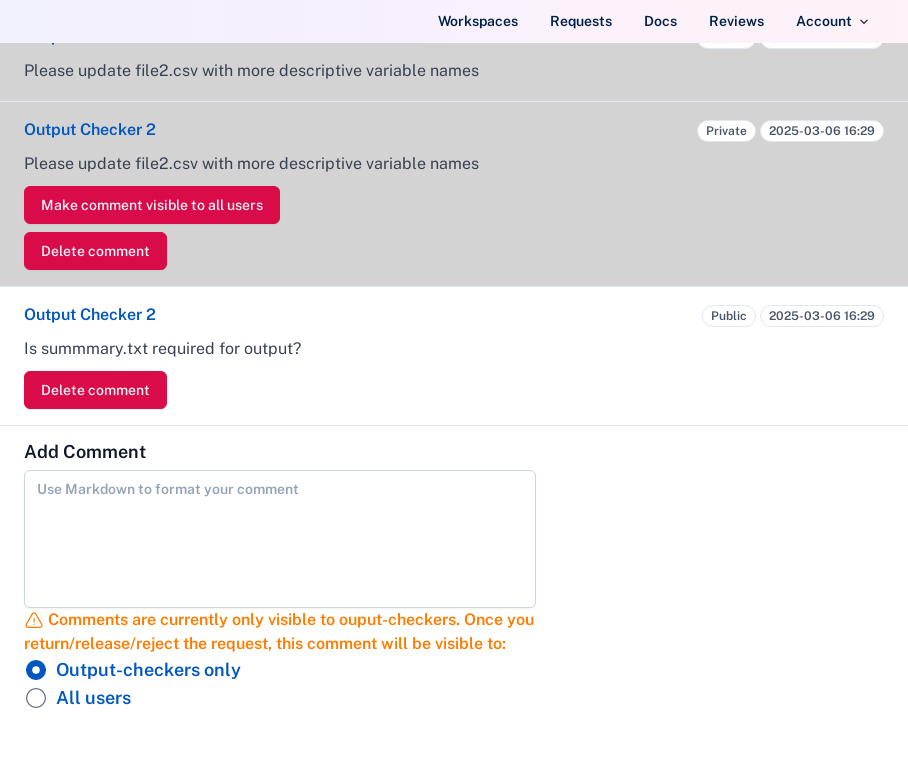 Workspaces Requests Docs Reviews Account
Please update file2.csv with more descriptive variable names
Output Checker 2 Private 2025-03-06 16:29
Please update file2.csv with more descriptive variable names
Make comment visible to all users
Delete comment
Output Checker 2 Public 2025-03-06 16:29
Is summmary.txt required for output?
Delete comment
Add Comment
Use Markdown to format your comment
Comments are currently only visible to ouput-checkers. Once you
return/release/reject the request, this comment will be visible to:
Output-checkers only
All users